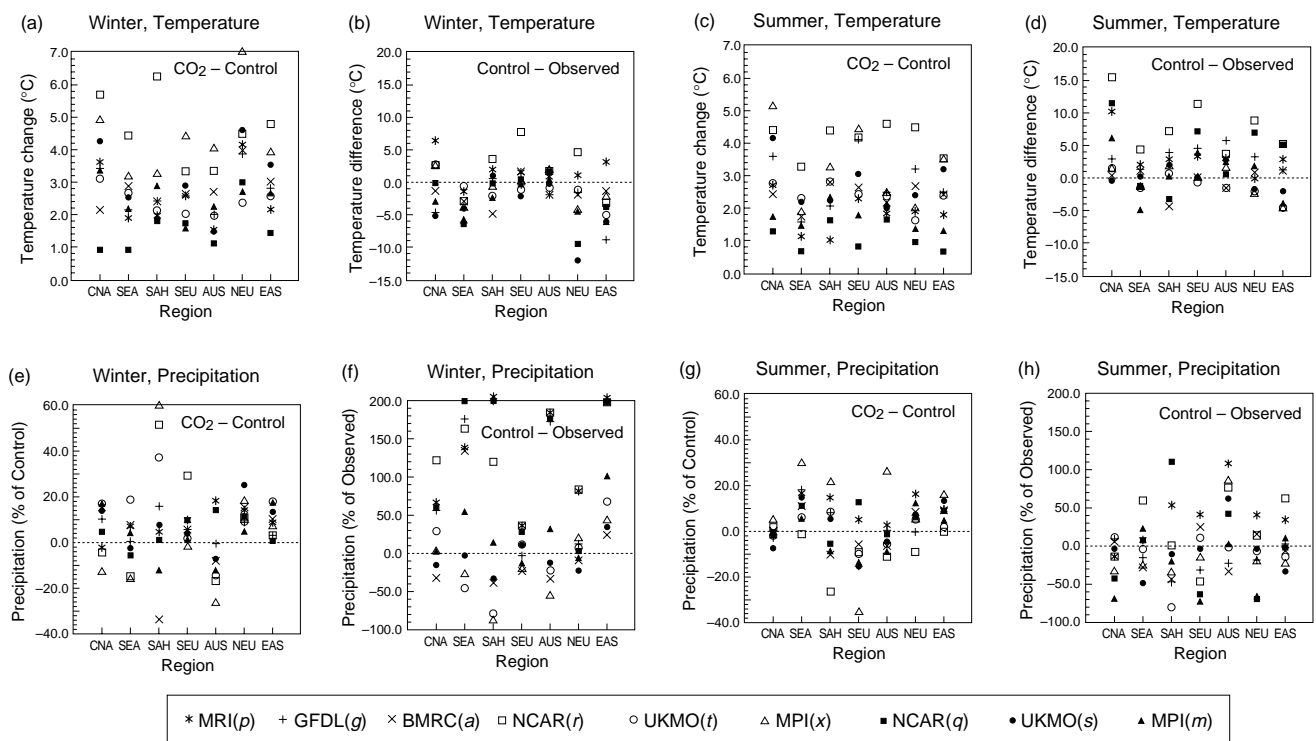 (a) Winter, Temperature
CO2 – Control
Temperature change (°C)
7.0
6.0
5.0
4.0
3.0
2.0
1.0
0.0
CNA SEA SAH SEU AUS NEU EAS
Region
(b) Winter, Temperature
Control – Observed
Temperature difference (°C)
20.0
15.0
10.0
5.0
0.0
–5.0
–10.0
–15.0
CNA SEA SAH SEU AUS NEU EAS
Region
(c) Summer, Temperature
CO2 – Control
Temperature change (°C)
7.0
6.0
5.0
4.0
3.0
2.0
1.0
0.0
CNA SEA SAH SEU AUS NEU EAS
Region
(d) Summer, Temperature
Control – Observed
Temperature difference (°C)
20.0
15.0
10.0
5.0
0.0
–5.0
–10.0
–15.0
CNA SEA SAH SEU AUS NEU EAS
Region
(e) Winter, Precipitation
CO2 – Control
Precipitation (% of Control)
60.0
40.0
20.0
0.0
–20.0
–40.0
CNA SEA SAH SEU AUS NEU EAS
Region
(f) Winter, Precipitation
Control – Observed
Precipitation (% of Observed)
200.0
150.0
100.0
50.0
0.0
–50.0
–100.0
CNA SEA SAH SEU AUS NEU EAS
Region
(g) Summer, Precipitation
CO2 – Control
Precipitation (% of Control)
60.0
40.0
20.0
0.0
–20.0
–40.0
CNA SEA SAH SEU AUS NEU EAS
Region
(h) Summer, Precipitation
Control – Observed
Precipitation (% of Observed)
200.0
150.0
100.0
50.0
0.0
–50.0
–100.0
CNA SEA SAH SEU AUS NEU EAS
Region
MRI(p) GFDL(g) BMRC(a) NCAR(r) UKMO(t) MPI(x) NCAR(q) UKMO(s) MPI(m)